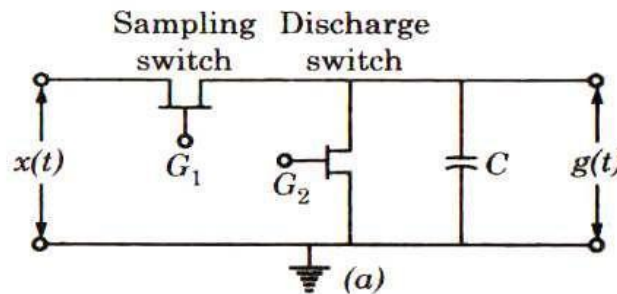 Sampling Discharge
switch switch
x(t)
G1
G2
C
g(t)
(a)